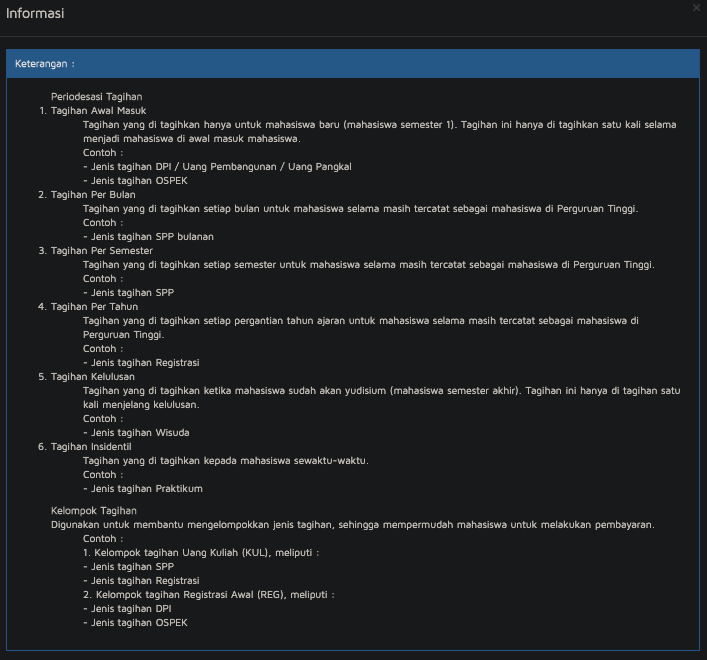 Informasi
×
Keterangan :
Periodesasi Tagihan
1. Tagihan Awal Masuk
Tagihan yang di tagihkan hanya untuk mahasiswa baru (mahasiswa semester 1). Tagihan ini hanya di tagihkan satu kali selama
menjadi mahasiswa di awal masuk mahasiswa.
Contoh :
- Jenis tagihan DPI / Uang Pembangunan / Uang Pangkal
- Jenis tagihan OSPEK
2. Tagihan Per Bulan
Tagihan yang di tagihkan setiap bulan untuk mahasiswa selama masih tercatat sebagai mahasiswa di Perguruan Tinggi.
Contoh :
- Jenis tagihan SPP bulanan
3. Tagihan Per Semester
Tagihan yang di tagihkan setiap semester untuk mahasiswa selama masih tercatat sebagai mahasiswa di Perguruan Tinggi.
Contoh :
- Jenis tagihan SPP
4. Tagihan Per Tahun
Tagihan yang di tagihkan setiap pergantian tahun ajaran untuk mahasiswa selama masih tercatat sebagai mahasiswa di
Perguruan Tinggi.
Contoh :
- Jenis tagihan Registrasi
5. Tagihan Kelulusan
Tagihan yang di tagihkan ketika mahasiswa sudah akan yudisium (mahasiswa semester akhir). Tagihan ini hanya di tagihan satu
kali menjelang kelulusan.
Contoh :
- Jenis tagihan Wisuda
6. Tagihan Insidentil
Tagihan yang di tagihkan kepada mahasiswa sewaktu-waktu.
Contoh :
- Jenis tagihan Praktikum
Kelompok Tagihan
Digunakan untuk membantu mengelompokkan jenis tagihan, sehingga mempermudah mahasiswa untuk melakukan pembayaran.
Contoh :
1. Kelompok tagihan Uang Kuliah (KUL), meliputi :
- Jenis tagihan SPP
- Jenis tagihan Registrasi
2. Kelompok tagihan Registrasi Awal (REG), meliputi :
- Jenis tagihan DPI
- Jenis tagihan OSPEK